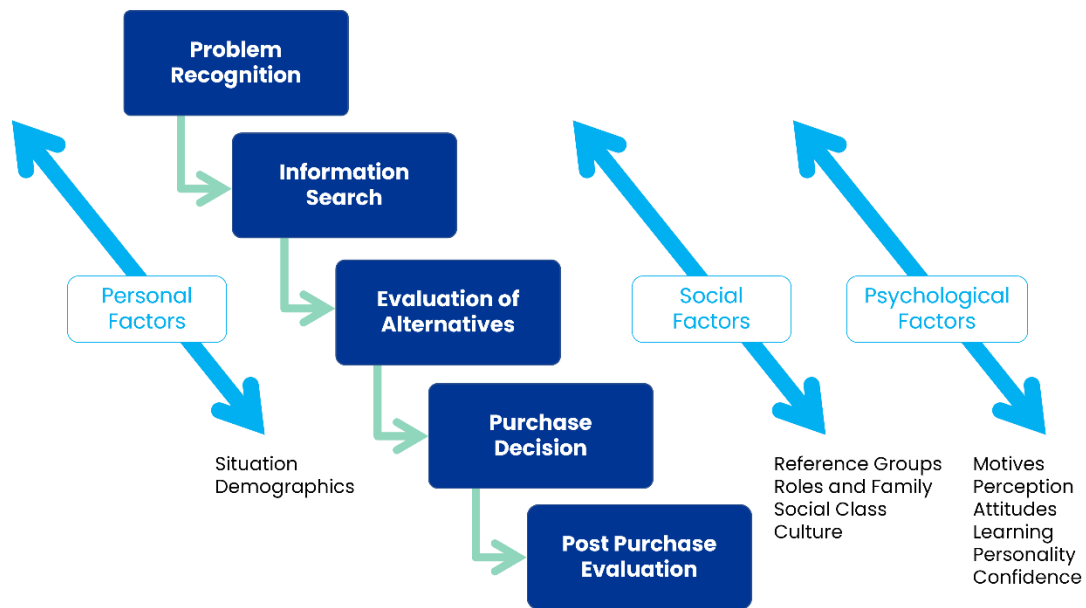 Problem
Recognition
Information
Search
Evaluation of
Alternatives
Purchase
Decision
Post Purchase
Evaluation
Personal
Factors
Situation
Demographics
Social
Factors
Reference Groups
Roles and Family
Social Class
Culture
Psychological
Factors
Motives
Perception
Attitudes
Learning
Personality
Confidence